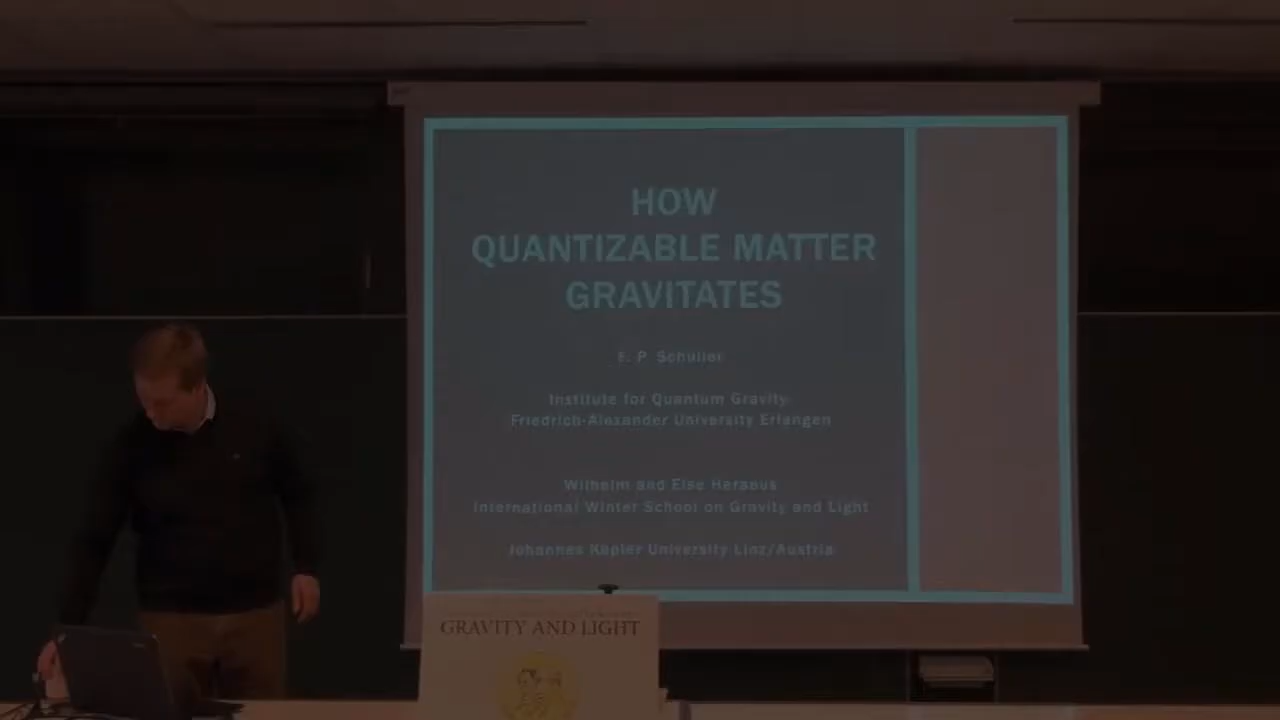 HOW
QUANTIZABLE MATTER
GRAVITATES
F. P. Schuller
Institute for Quantum Gravity
Friedrich-Alexander University Erlangen
Wilhelm and Else Heraeus
International Winter School on Gravity and Light
Johannes Kepler University Linz/Austria
GRAVITY AND LIGHT